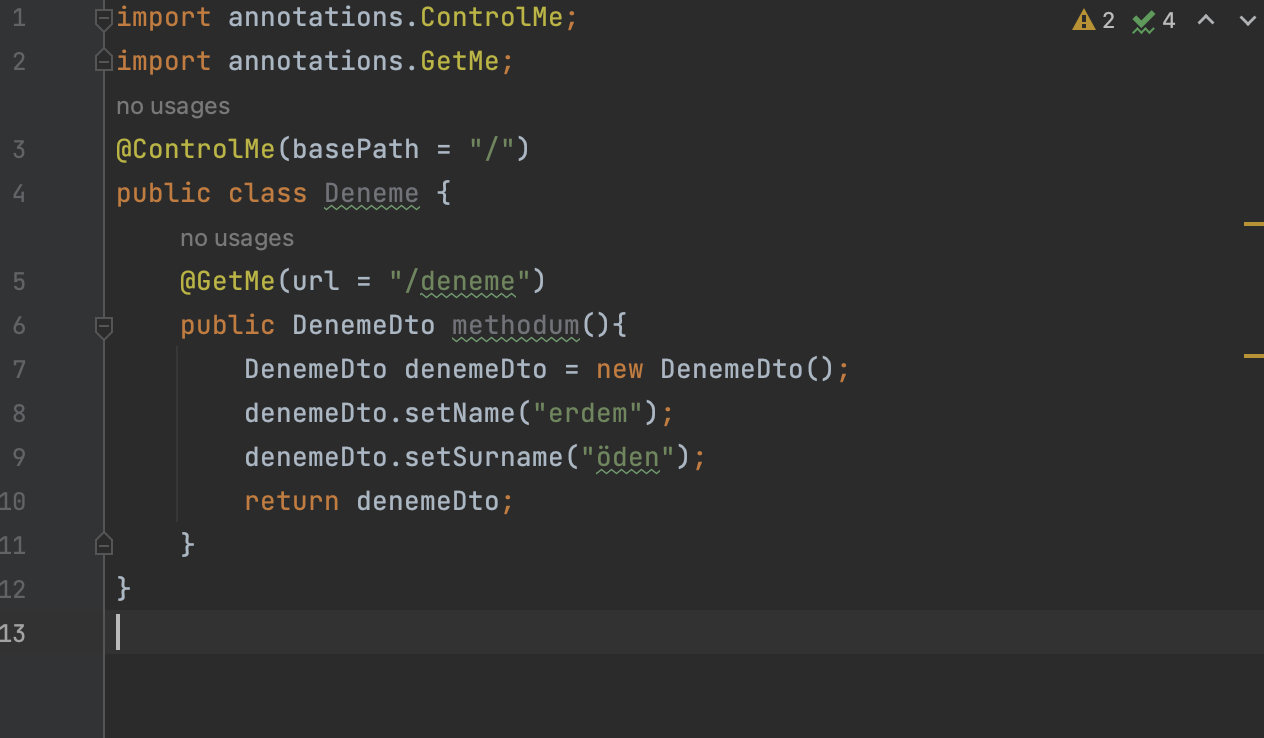 1 import annotations.ControlMe;
2 import annotations.GetMe;
no usages
3 @ControlMe(basePath = "/")
4 public class Deneme {
no usages
5 @GetMe(url = "/deneme")
6 public DenemeDto methodum(){
7 DenemeDto denemeDto = new DenemeDto();
8 denemeDto.setName("erdem");
9 denemeDto.setSurname("öden");
10 return denemeDto;
11 }
12 }
13
2 4